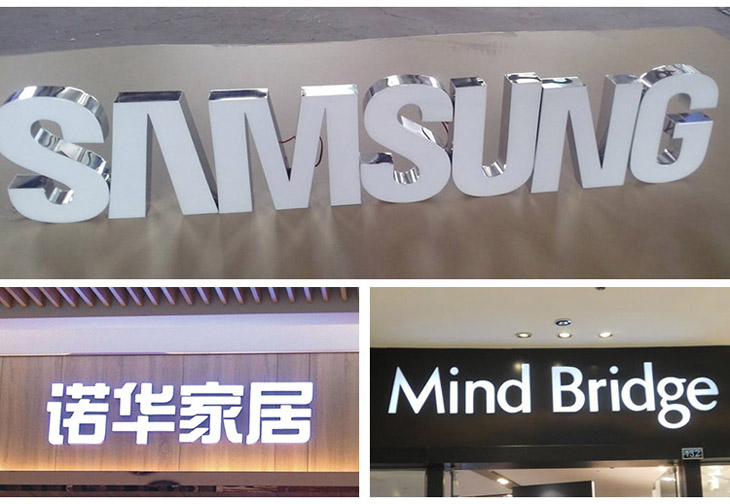 SAMSUNG
诺华家居
Mind Bridge